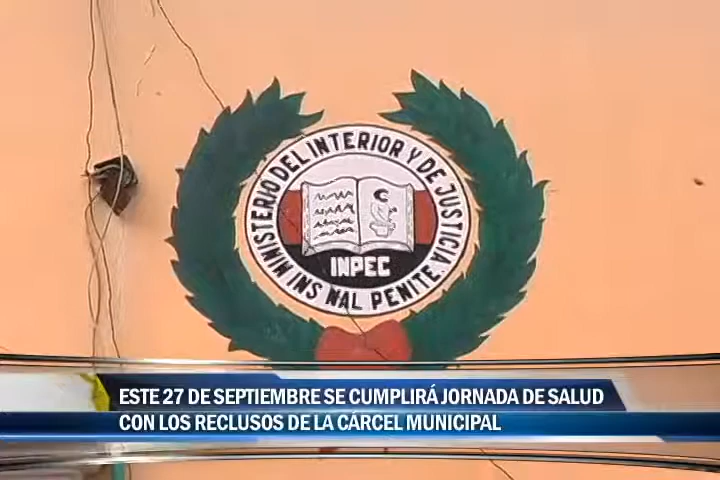 MINISTERIO DEL INTERIOR Y DE JUSTICIA
INPEC
INS NAL PENITE.
ESTE 27 DE SEPTIEMBRE SE CUMPLIRÁ JORNADA DE SALUD
CON LOS RECLUSOS DE LA CÁRCEL MUNICIPAL